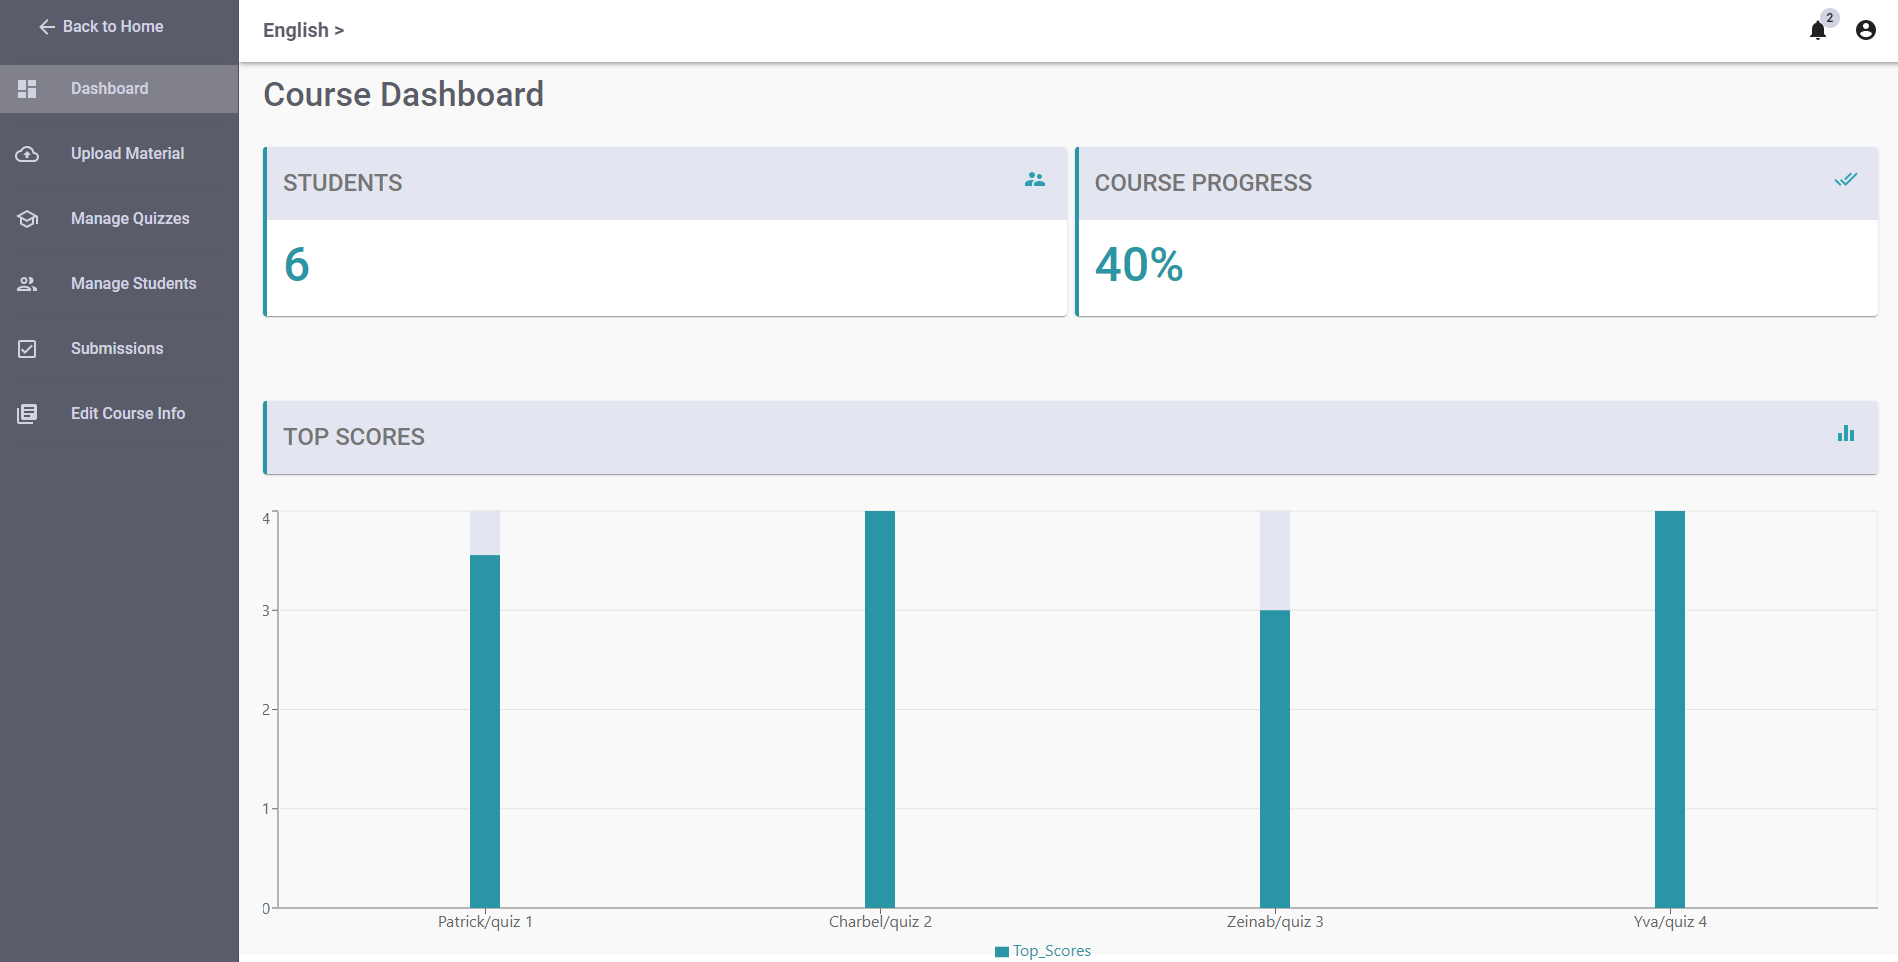 Back to Home
Dashboard
Upload Material
Manage Quizzes
Manage Students
Submissions
Edit Course Info
English >
2
Course Dashboard
STUDENTS
6
COURSE PROGRESS
40%
TOP SCORES
4
3
2
1
0
Patrick/quiz 1
Charbel/quiz 2
Zeinab/quiz 3
Yva/quiz 4
Top_Scores